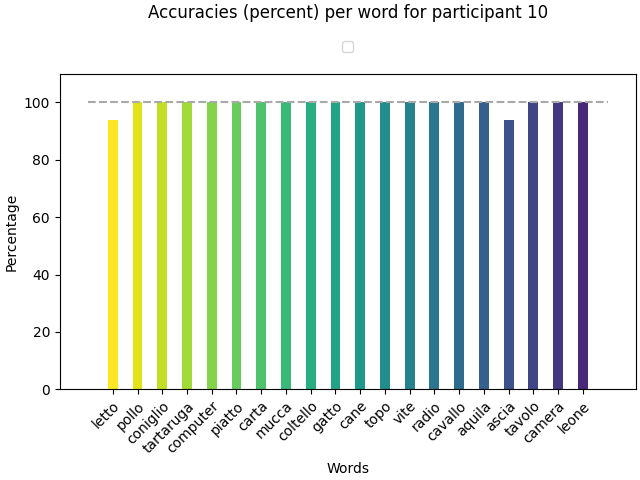 Accuracies (percent) per word for participant 10
100
80
60
40
20
0
Percentage
letto
pollo
coniglio
tartaruga
computer
piatto
carta
mucca
coltello
gatto
cane
topo
vite
radio
cavallo
aquila
ascia
tavolo
camera
leone
Words